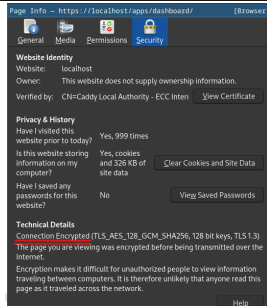 Page Info — https://localhost/apps/dashboard/ [Browser
General Media Permissions Security
Website Identity
Website: localhost
Owner: This website does not supply ownership information.
Verified by: CN=Caddy Local Authority - ECC Inten View Certificate
Privacy & History
Have I visited this
website prior to today? Yes, 999 times
Is this website storing
information on my
computer?
Yes, cookies
and 326 KB of
site data
Clear Cookies and Site Data
Have I saved any
passwords for this
website?
No
View Saved Passwords
Technical Details
Connection Encrypted (TLS_AES_128_GCM_SHA256, 128 bit keys, TLS 1.3)
The page you are viewing was encrypted before being transmitted over the
Internet.
Encryption makes it difficult for unauthorized people to view information
traveling between computers. It is therefore unlikely that anyone read this
page as it traveled across the network.
Help